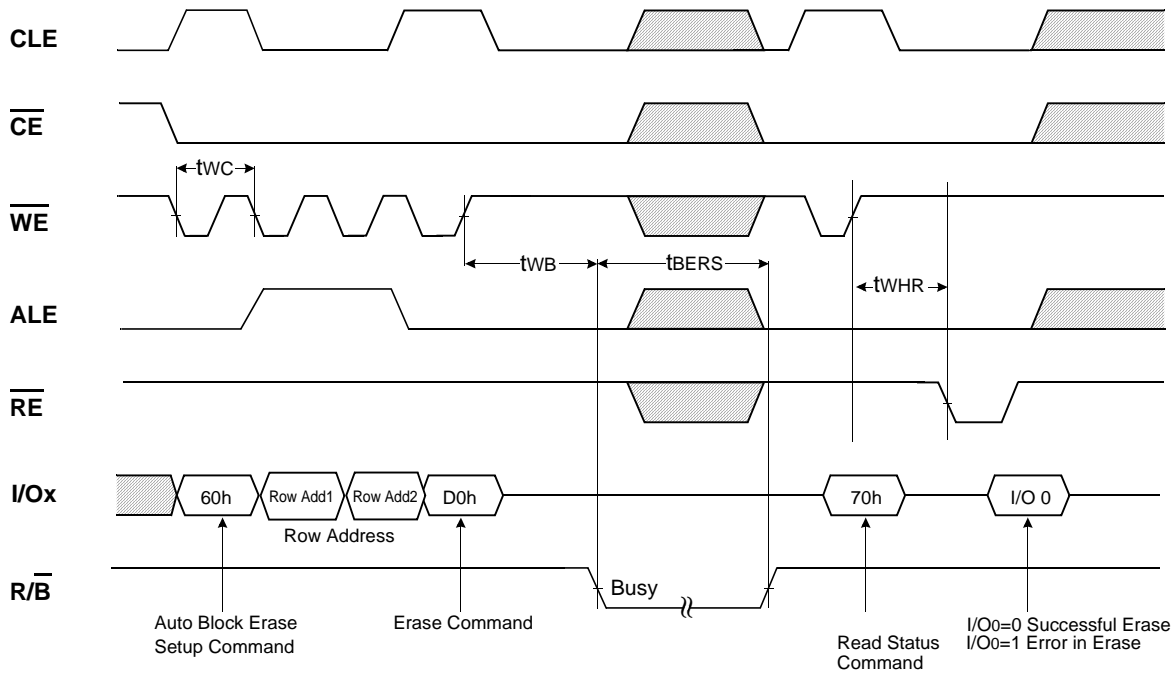 CLE
CE
tWC
WE
tWB
tBERS
tWHR
ALE
RE
I/Ox
60h
Row Add1
Row Add2
D0h
70h
I/O 0
Row Address
R/B
Busy
Auto Block Erase
Setup Command
Erase Command
Read Status
Command
I/O0=0 Successful Erase
I/O0=1 Error in Erase